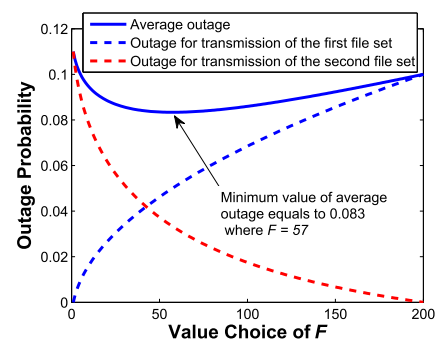 Average outage
Outage for transmission of the first file set
Outage for transmission of the second file set
0.12
0.1
0.08
0.06
0.04
0.02
0
Outage Probability
Minimum value of average
outage equals to 0.083
where F = 57
0
50
100
150
200
Value Choice of F